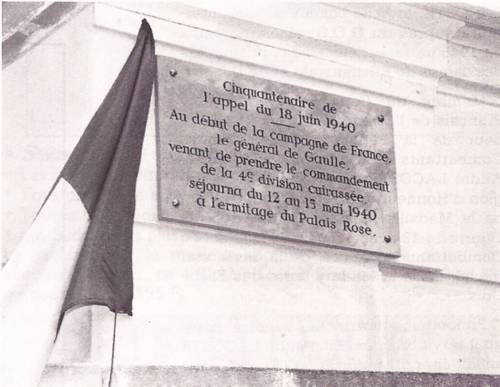 Cinquantenaire de
l'appel du 18 juin 1940
Au début de la campagne de France,
le général de Gaulle,
venant de prendre le commandement
de la 4e division cuirassée,
séjourna du 12 au 15 mai 1940
à l'ermitage du Palais Rose.